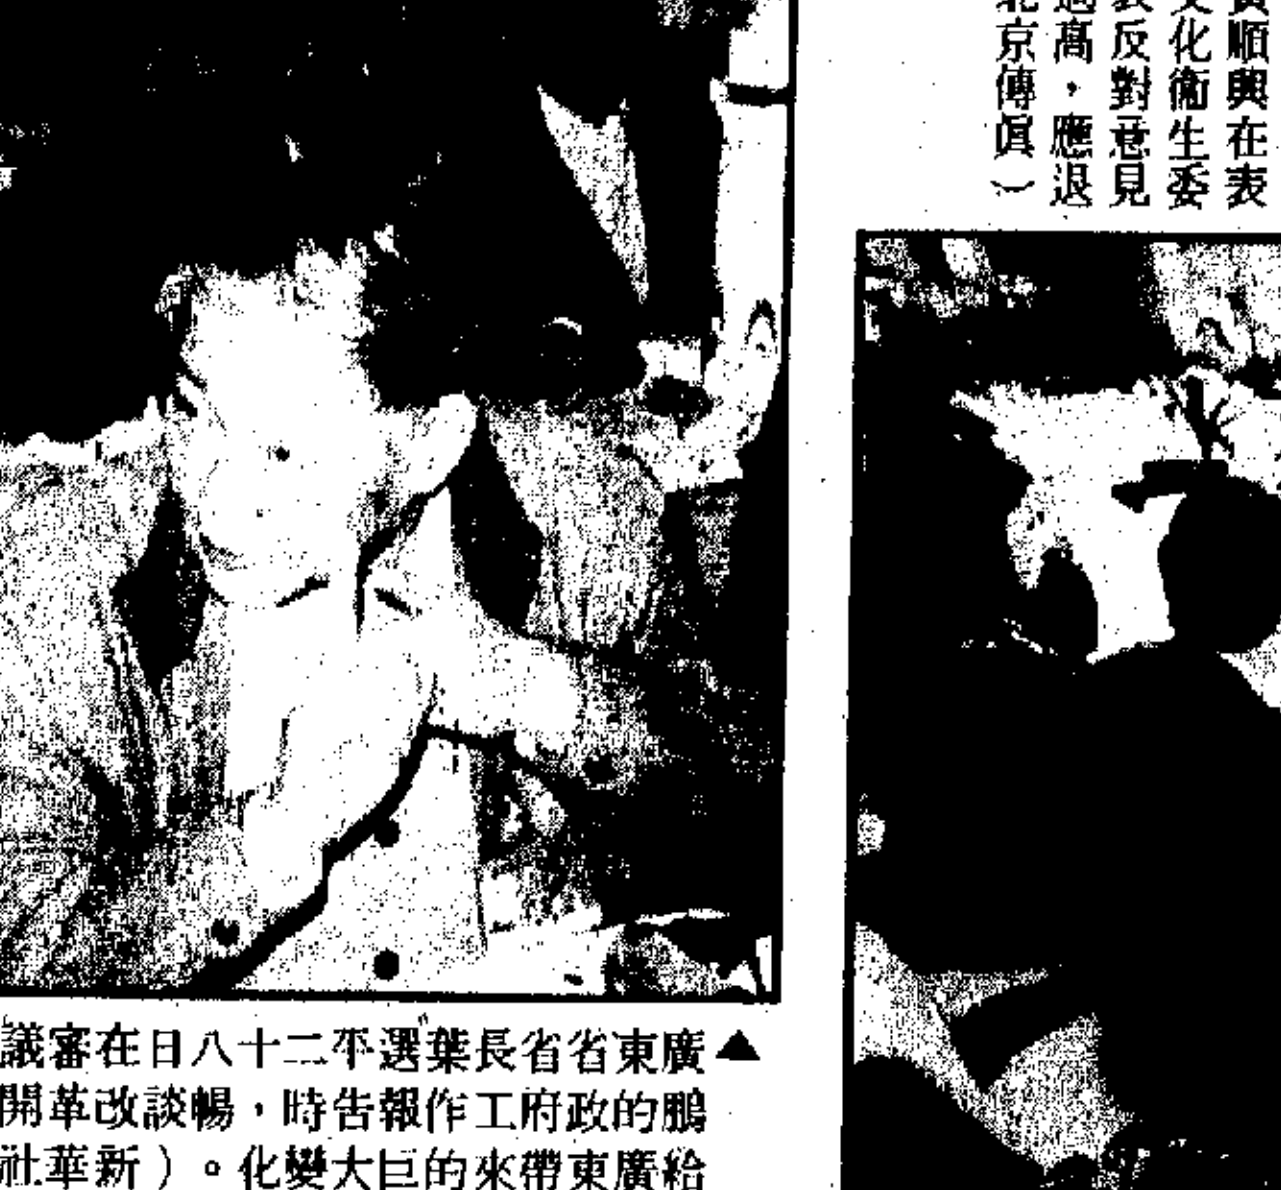 黃順興在表
文化衞生委
表反對意見
過高，應退
北京傳眞）
▲廣東省省長葉選平二十八日在審議
鵬的政府工作報告時，暢談改革開
給廣東帶來的巨大變化。（新華社